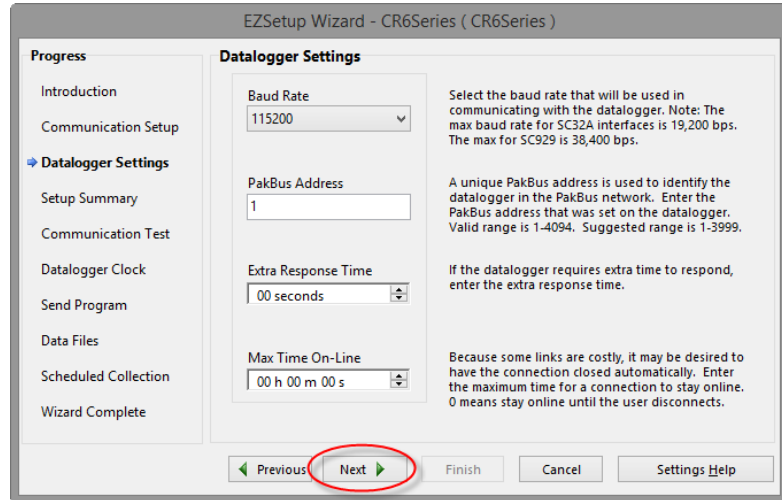 EZSetup Wizard - CR6Series ( CR6Series )
Progress
Introduction
Communication Setup
Datalogger Settings
Setup Summary
Communication Test
Datalogger Clock
Send Program
Data Files
Scheduled Collection
Wizard Complete
Datalogger Settings
Baud Rate
115200
Select the baud rate that will be used in
communicating with the datalogger. Note: The
max baud rate for SC32A interfaces is 19,200 bps.
The max for SC929 is 38,400 bps.
PakBus Address
1
A unique PakBus address is used to identify the
datalogger in the PakBus network. Enter the
PakBus address that was set on the datalogger.
Valid range is 1-4094. Suggested range is 1-3999.
Extra Response Time
00 seconds
If the datalogger requires extra time to respond,
enter the extra response time.
Max Time On-Line
00 h 00 m 00 s
Because some links are costly, it may be desired to
have the connection closed automatically. Enter
the maximum time for a connection to stay online.
0 means stay online until the user disconnects.
Previous
Next
Finish
Cancel
Settings Help